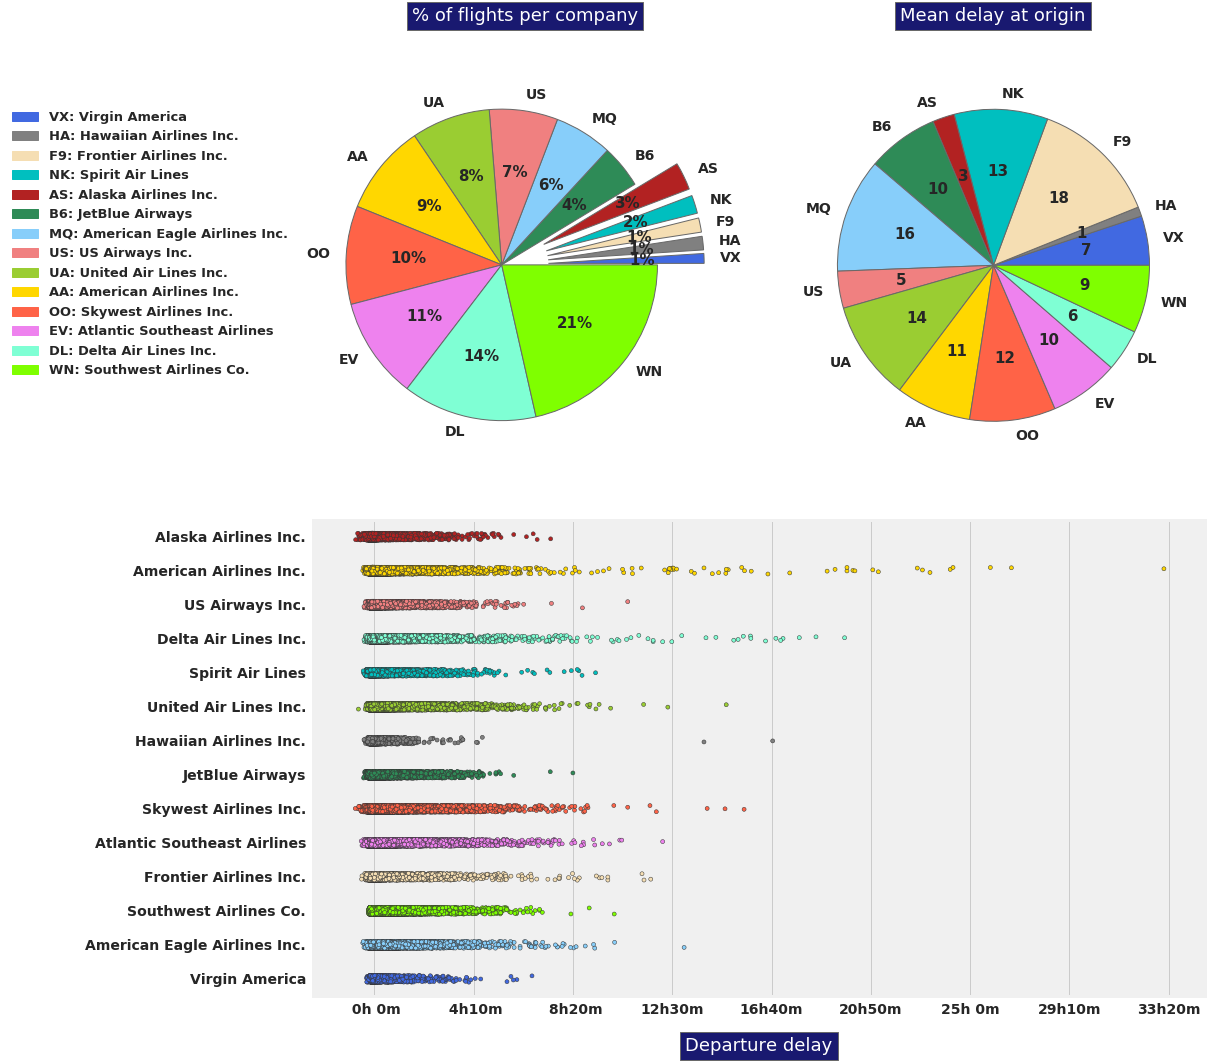 % of flights per company
Mean delay at origin
VX: Virgin America
HA: Hawaiian Airlines Inc.
F9: Frontier Airlines Inc.
NK: Spirit Air Lines
AS: Alaska Airlines Inc.
B6: JetBlue Airways
MQ: American Eagle Airlines Inc.
US: US Airways Inc.
UA: United Air Lines Inc.
AA: American Airlines Inc.
OO: Skywest Airlines Inc.
EV: Atlantic Southeast Airlines
DL: Delta Air Lines Inc.
WN: Southwest Airlines Co.
VX
1%
HA
1%
F9
1%
NK
2%
AS
3%
B6
4%
MQ
6%
US
7%
UA
8%
AA
9%
OO
10%
EV
11%
DL
14%
WN
21%
VX
7
HA
1
F9
18
NK
13
AS
3
B6
10
MQ
16
US
5
UA
14
AA
11
OO
12
EV
10
DL
6
WN
9
Alaska Airlines Inc.
American Airlines Inc.
US Airways Inc.
Delta Air Lines Inc.
Spirit Air Lines
United Air Lines Inc.
Hawaiian Airlines Inc.
JetBlue Airways
Skywest Airlines Inc.
Atlantic Southeast Airlines
Frontier Airlines Inc.
Southwest Airlines Co.
American Eagle Airlines Inc.
Virgin America
0h 0m 4h10m 8h20m 12h30m 16h40m 20h50m 25h 0m 29h10m 33h20m
Departure delay